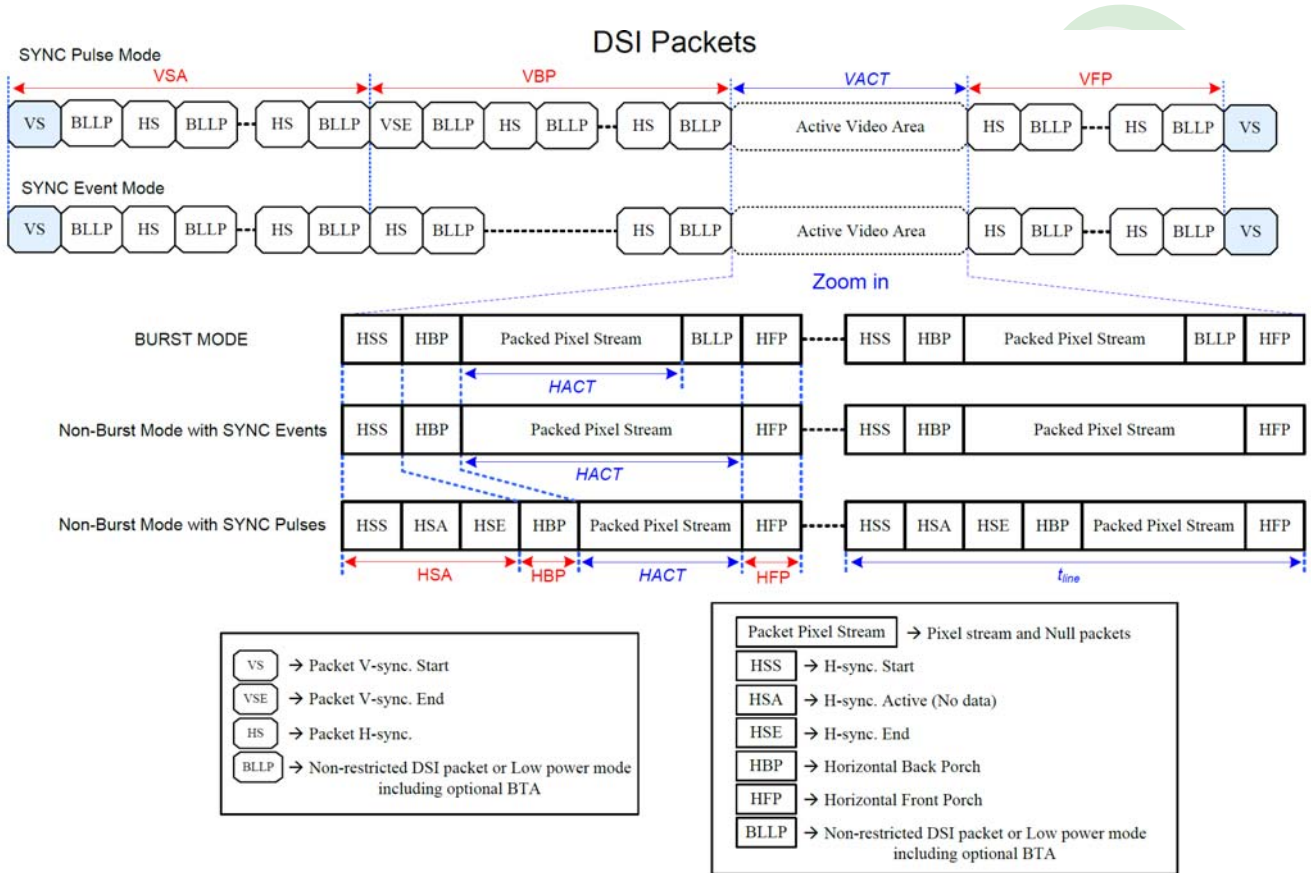 DSI Packets
SYNC Pulse Mode
VSA VBP VACT VFP
VS BLLP HS BLLP HS BLLP VSE BLLP HS BLLP HS BLLP Active Video Area HS BLLP HS BLLP VS
SYNC Event Mode
VS BLLP HS BLLP HS BLLP HS BLLP HS BLLP Active Video Area HS BLLP HS BLLP VS
Zoom in
BURST MODE HSS HBP Packed Pixel Stream BLLP HFP HSS HBP Packed Pixel Stream BLLP HFP
HACT
Non-Burst Mode with SYNC Events HSS HBP Packed Pixel Stream HFP HSS HBP Packed Pixel Stream HFP
HACT
Non-Burst Mode with SYNC Pulses HSS HSA HSE HBP Packed Pixel Stream HFP HSS HSA HSE HBP Packed Pixel Stream HFP
HSA HBP HACT HFP tline
VS → Packet V-sync. Start
VSE → Packet V-sync. End
HS → Packet H-sync.
BLLP → Non-restricted DSI packet or Low power mode
including optional BTA
Packet Pixel Stream → Pixel stream and Null packets
HSS → H-sync. Start
HSA → H-sync. Active (No data)
HSE → H-sync. End
HBP → Horizontal Back Porch
HFP → Horizontal Front Porch
BLLP → Non-restricted DSI packet or Low power mode
including optional BTA